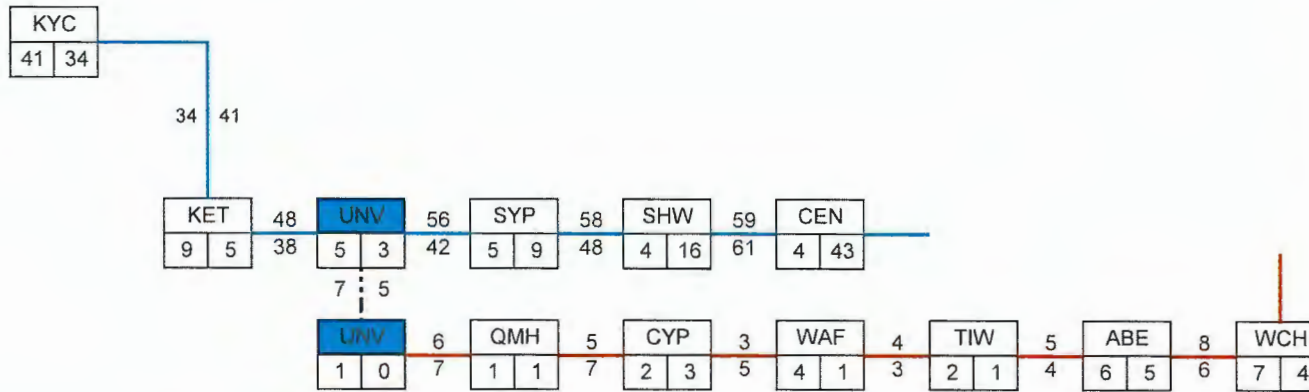 KYC
41 34
34 41
KET 48 UNV 56 SYP 58 SHW 59 CEN
9 5 38 5 3 42 5 9 48 4 16 61 4 43
7 5
UNV 6 QMH 5 CYP 3 WAF 4 TIW 5 ABE 8 WCH
1 0 7 1 1 7 2 3 5 4 1 3 2 1 4 6 5 6 7 4